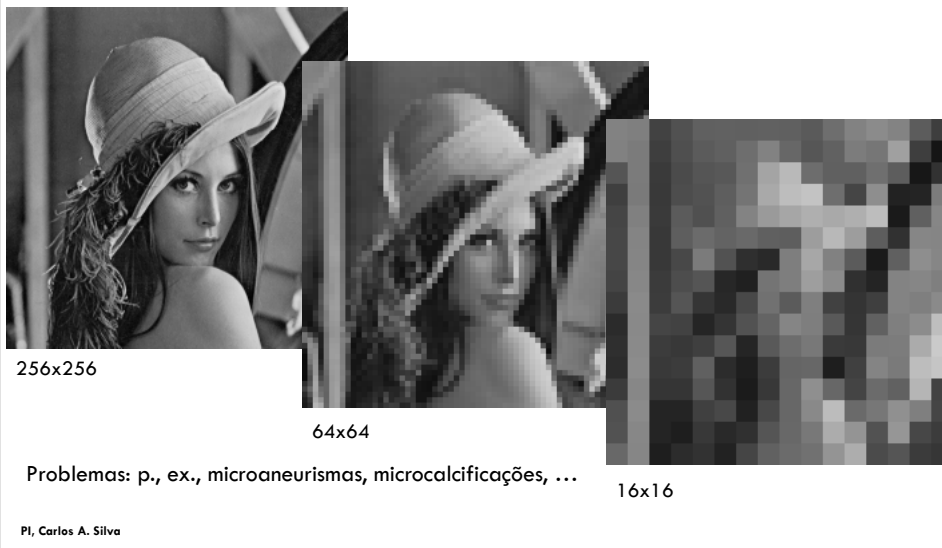 256x256
64x64
16x16
Problemas: p., ex., microaneurismas, microcalcificações, …
PI, Carlos A. Silva